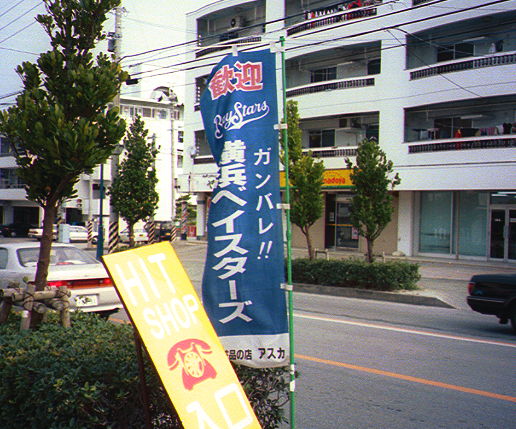 歓迎
BayStars
ガンバレ!!
横浜ベイスターズ
品の店 アスカ
HIT
SHOP
入口